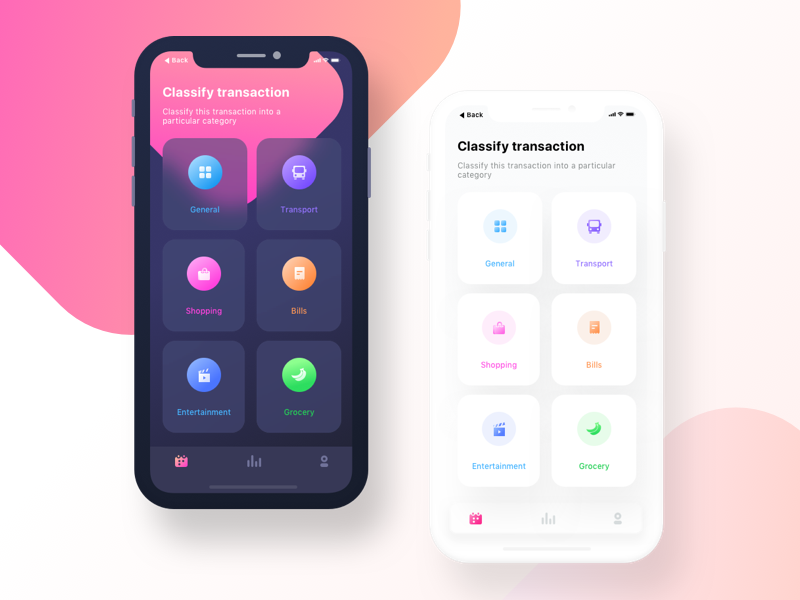 Back
Classify transaction
Classify this transaction into a
particular category
General
Transport
Shopping
Bills
Entertainment
Grocery
Back
Classify transaction
Classify this transaction into a particular
category
General
Transport
Shopping
Bills
Entertainment
Grocery